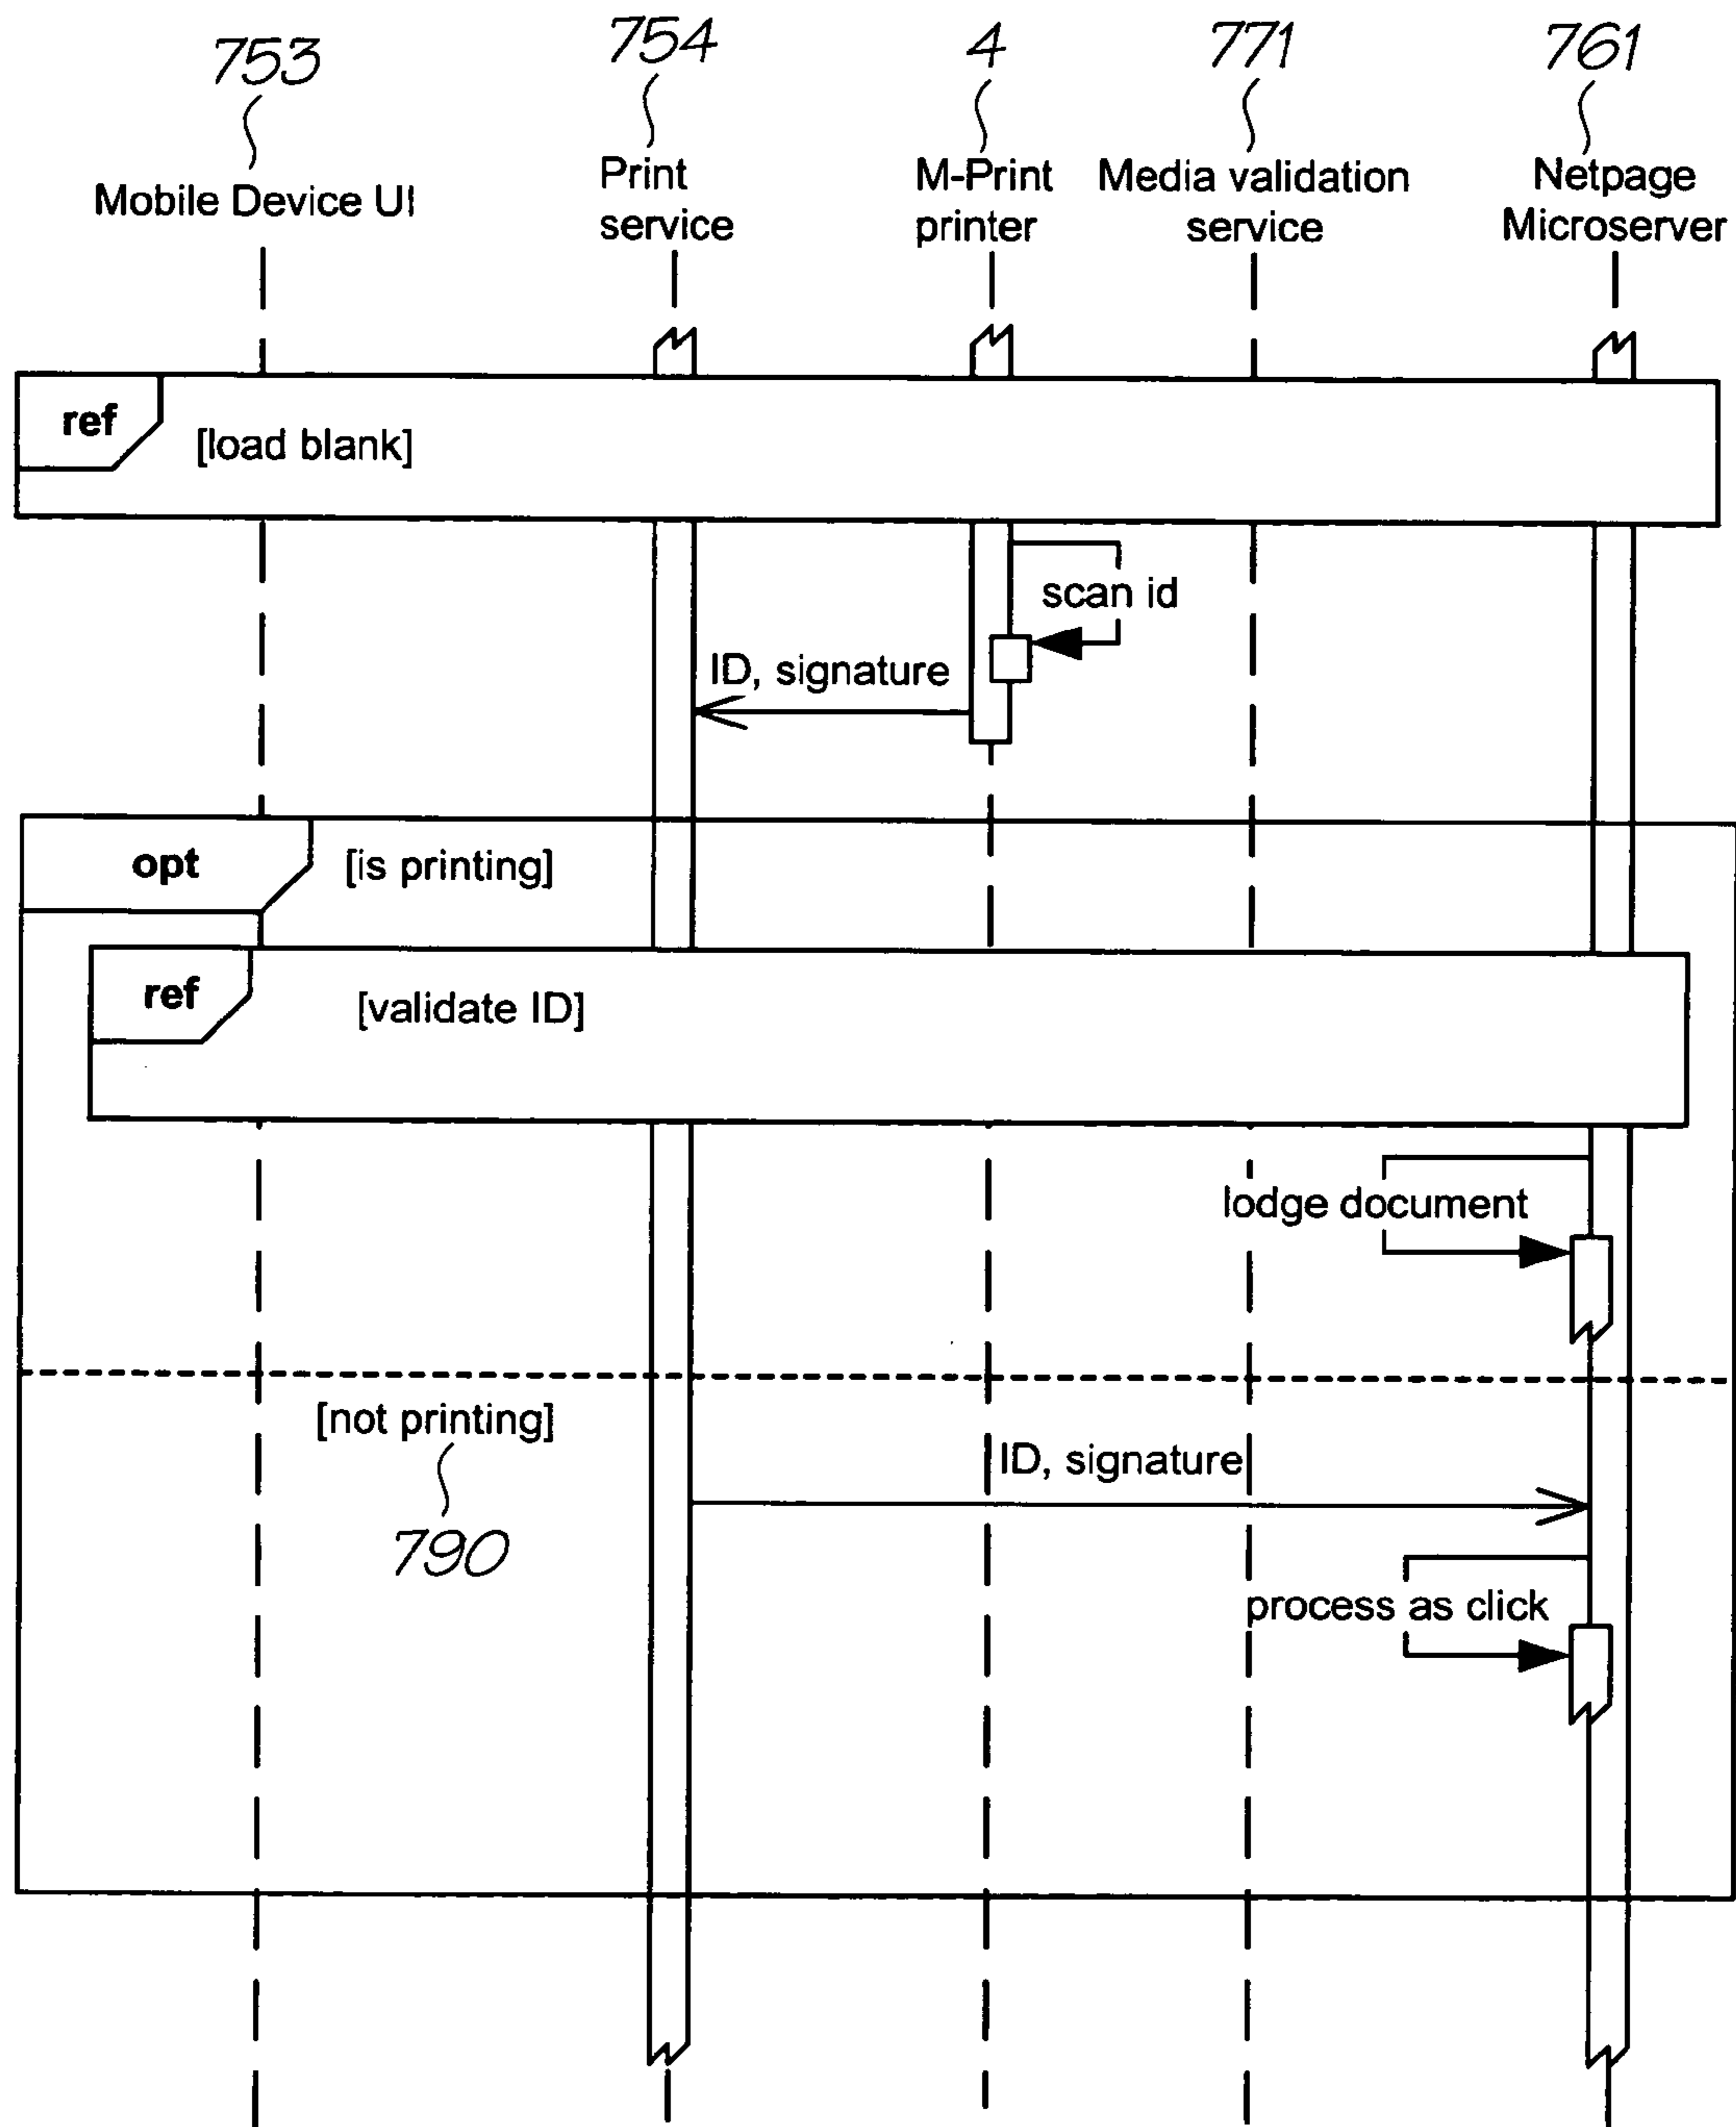 753
754
4
771
761
Mobile Device UI
Print
service
M-Print
printer
Media validation
service
Netpage
Microserver
ref
[load blank]
scan id
ID, signature
opt
[is printing]
ref
[validate ID]
lodge document
[not printing]
ID, signature
790
process as click